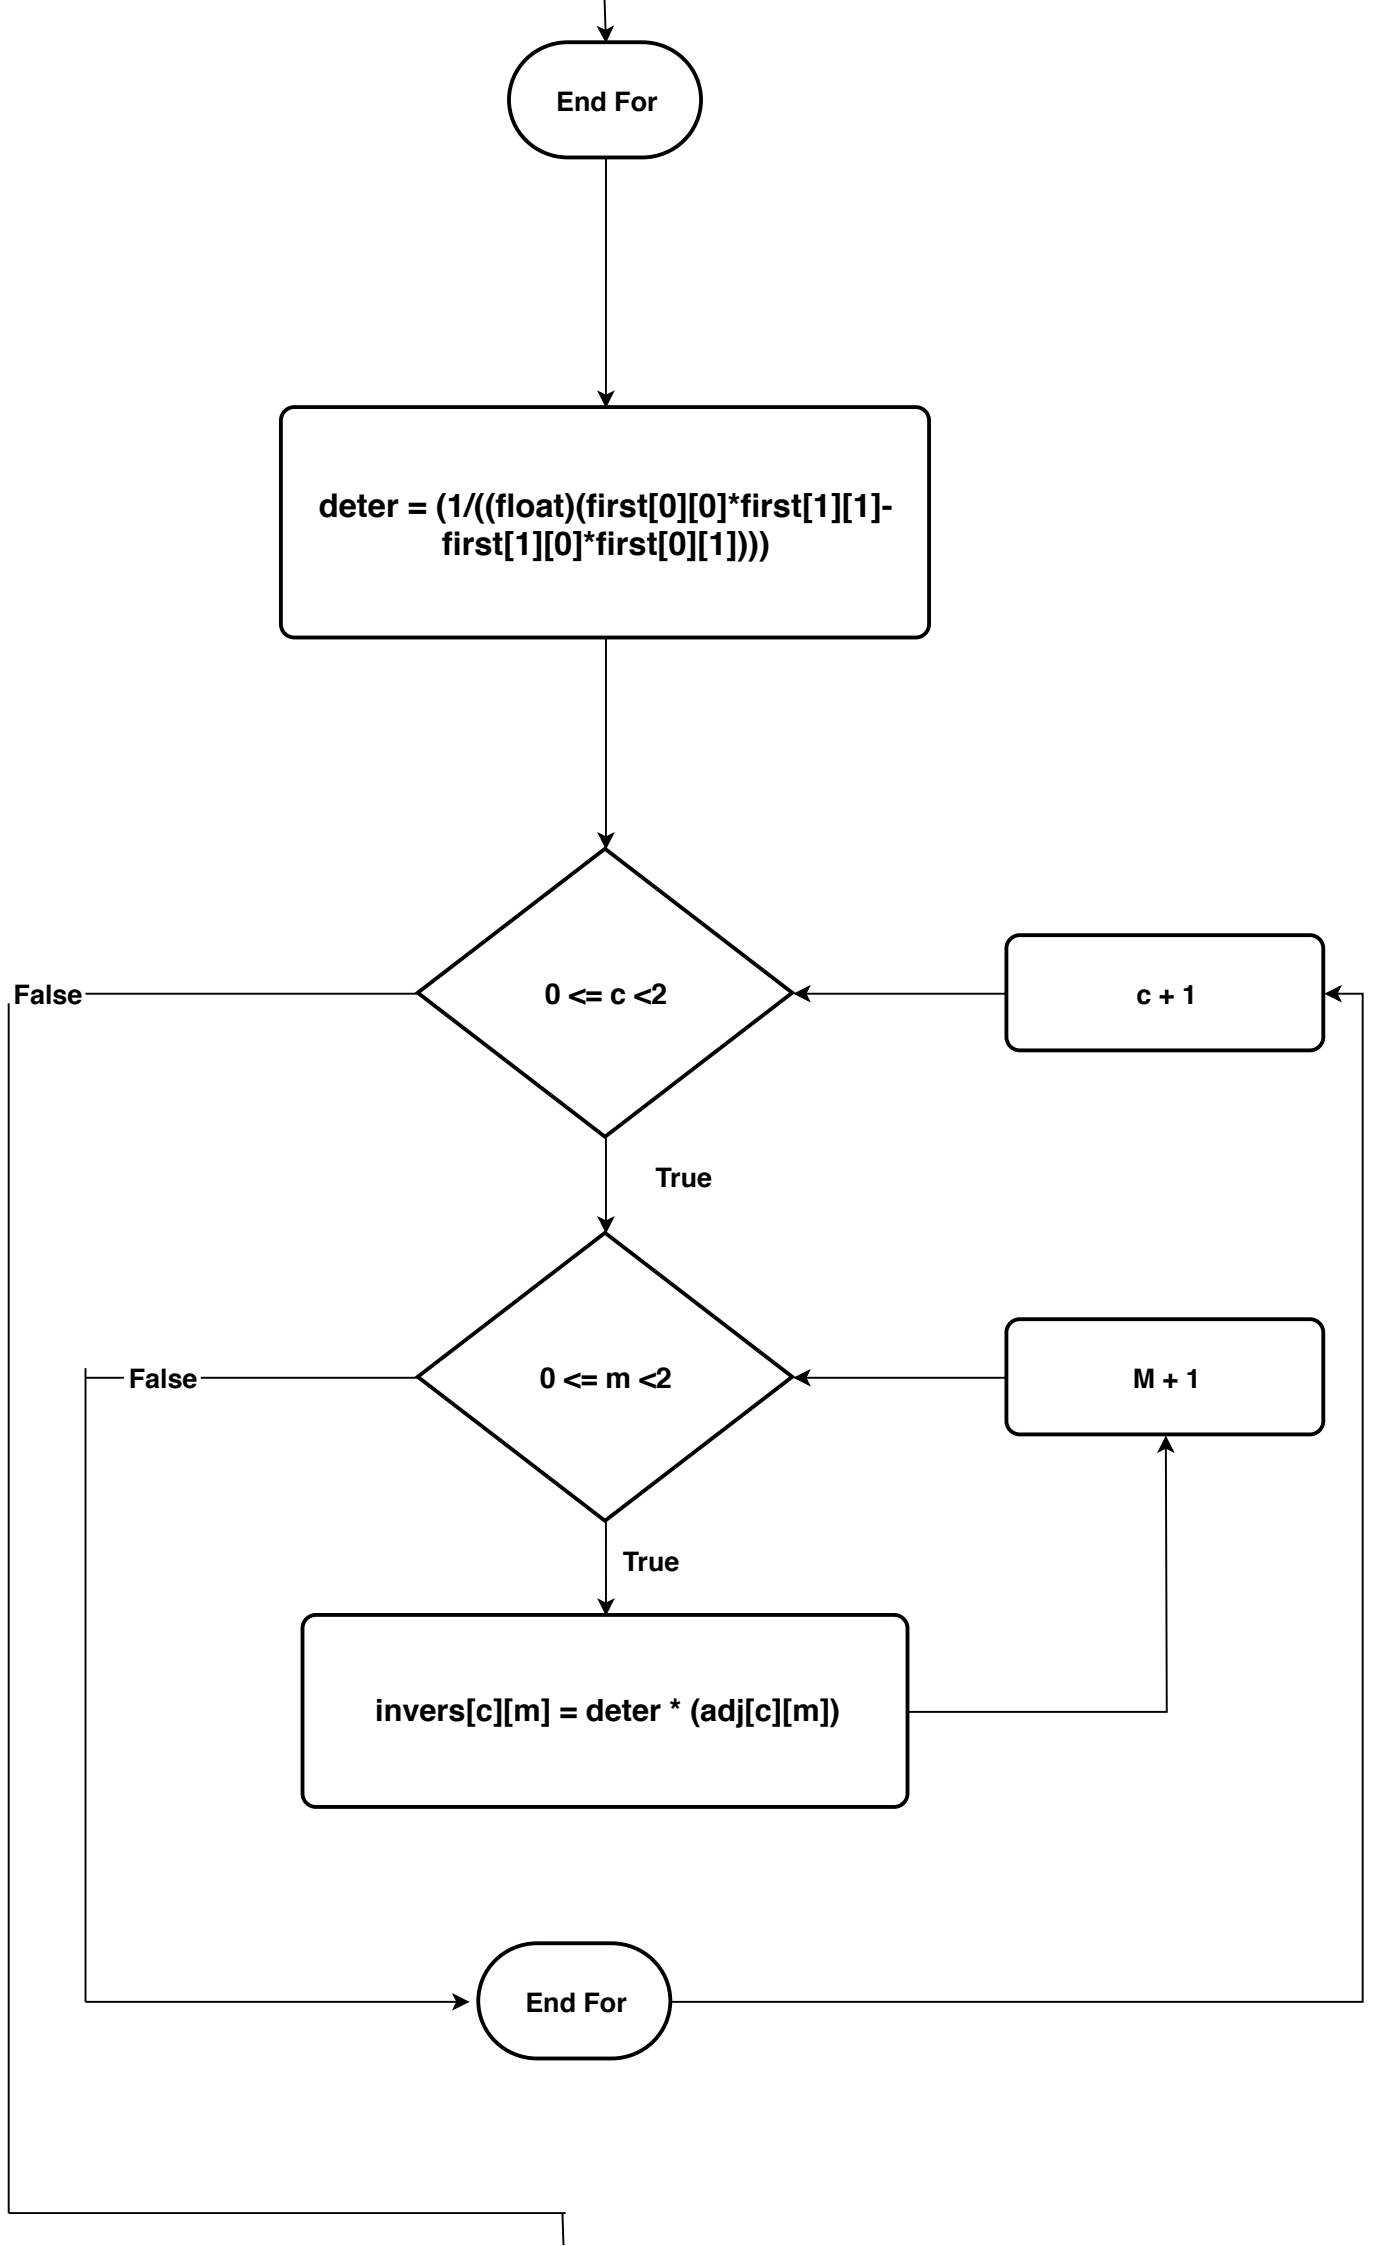 End For
deter = (1/((float)(first[0][0]*first[1][1]-
first[1][0]*first[0][1])))
False
0 <= c <2
c + 1
True
False
0 <= m <2
M + 1
True
invers[c][m] = deter * (adj[c][m])
End For